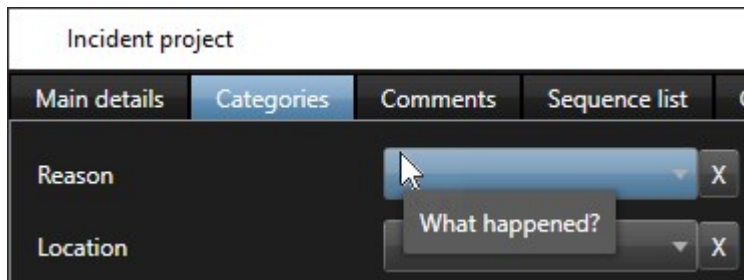 Incident project
Main details Categories Comments Sequence list
Reason X
What happened?
Location X